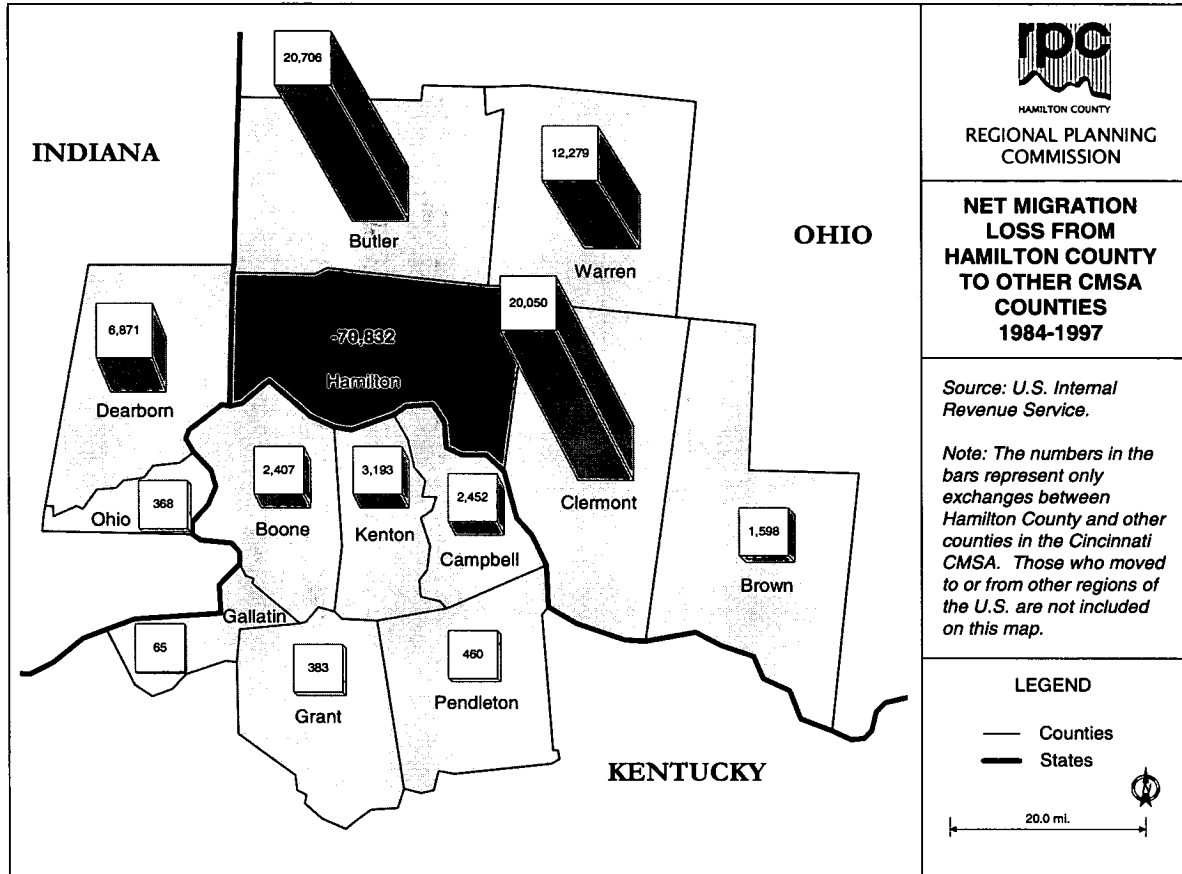 20,706
INDIANA
12,279
Butler
OHIO
Warren
20,050
6,871
-70,832
Hamilton
Dearborn
2,407
3,193
2,452
368
Ohio
Boone
Kenton
Campbell
Clermont
1,598
Brown
Gallatin
65
383
460
Grant
Pendleton
KENTUCKY
rpc
HAMILTON COUNTY
REGIONAL PLANNING
COMMISSION
NET MIGRATION
LOSS FROM
HAMILTON COUNTY
TO OTHER CMSA
COUNTIES
1984-1997
Source: U.S. Internal
Revenue Service.
Note: The numbers in the
bars represent only
exchanges between
Hamilton County and other
counties in the Cincinnati
CMSA. Those who moved
to or from other regions of
the U.S. are not included
on this map.
LEGEND
Counties
States
N
20.0 mi.